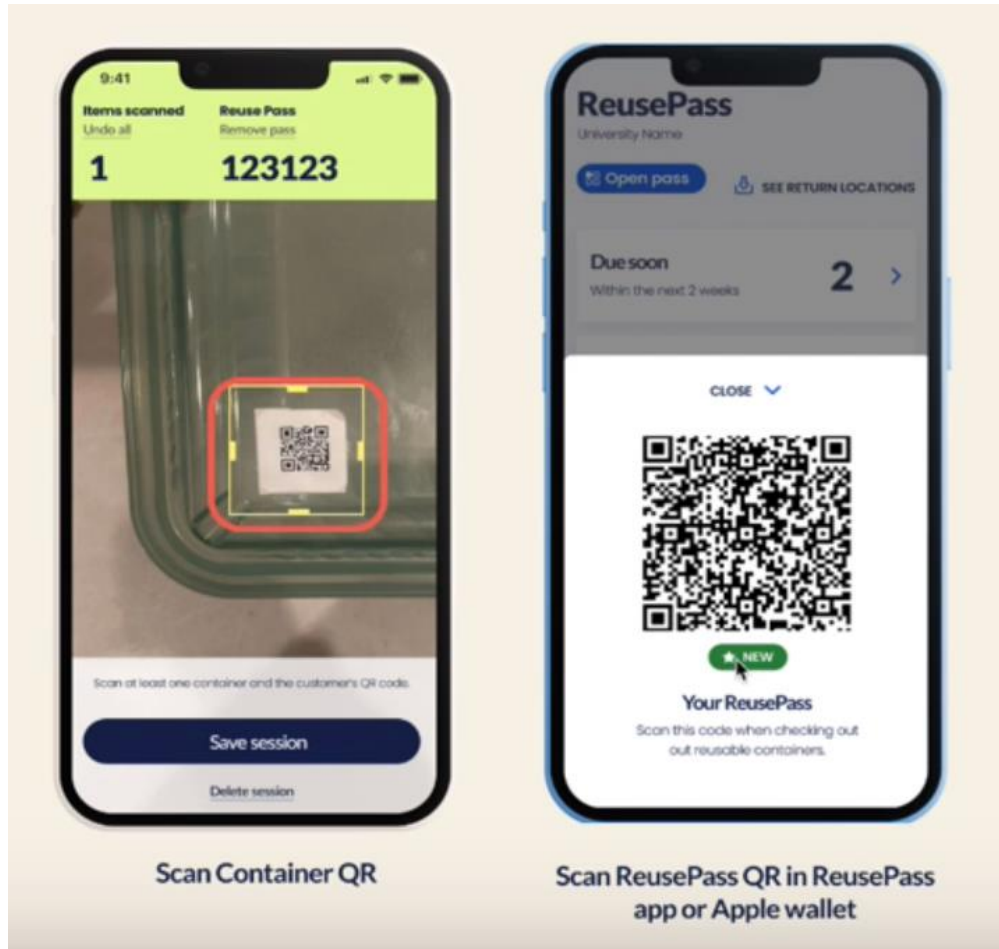 9:41
Items scanned
Undo all
1
Reuse Pass
Remove pass
123123
Scan at least one container and the customer's QR code.
Save session
Delete session
Scan Container QR
ReusePass
University Name
Open pass
SEE RETURN LOCATIONS
Due soon
Within the next 2 weeks
2
CLOSE
NEW
Your ReusePass
Scan this code when checking out
out reusable containers.
Scan ReusePass QR in ReusePass
app or Apple wallet